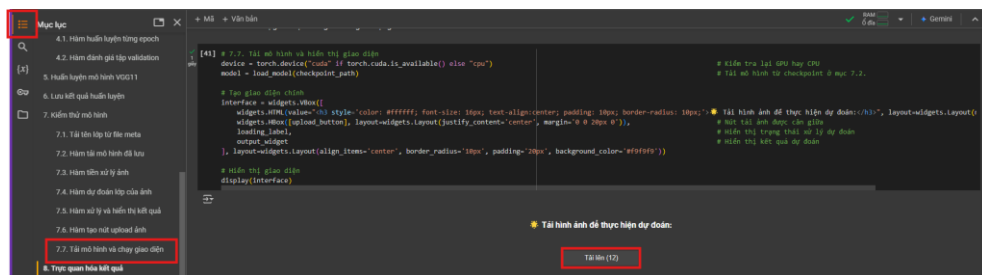 Mục lục
4.1. Hàm huấn luyện từng epoch
4.2. Hàm đánh giá tập validation
5. Huấn luyện mô hình VGG11
6. Lưu kết quả huấn luyện
7. Kiểm thử mô hình
7.1. Tải tên lớp từ file meta
7.2. Hàm tải mô hình đã lưu
7.3. Hàm tiền xử lý ảnh
7.4. Hàm dự đoán lớp của ảnh
7.5. Hàm xử lý và hiển thị kết quả
7.6. Hàm tạo nút upload ảnh
7.7. Tải mô hình và chạy giao diện
8. Trực quan hóa kết quả
{x}
+ Mã + Văn bản
RAM
Ổ đĩa
+ Gemini
[41] # 7.7. Tải mô hình và hiển thị giao diện
device = torch.device("cuda" if torch.cuda.is_available() else "cpu") # Kiểm tra lại GPU hay CPU
model = load_model(checkpoint_path) # Tải mô hình từ checkpoint ở mục 7.2.
# Tạo giao diện chính
interface = widgets.VBox([
widgets.HTML(value="<h3 style='color: #ffffff; font-size: 16px; text-align:center; padding: 10px; border-radius: 10px;'>🌟 Tải hình ảnh để thực hiện dự đoán:</h3>", layout=widgets.Layout(
widgets.HBox([upload_button], layout=widgets.Layout(justify_content='center', margin='0 0 20px 0')), # Nút tải ảnh được căn giữa
loading_label, # Hiển thị trạng thái xử lý dự đoán
output_widget # Hiển thị kết quả dự đoán
], layout=widgets.Layout(align_items='center', border_radius='10px', padding='20px', background_color='#f9f9f9'))
# Hiển thị giao diện
display(interface)
🌟 Tải hình ảnh để thực hiện dự đoán:
Tải lên (12)